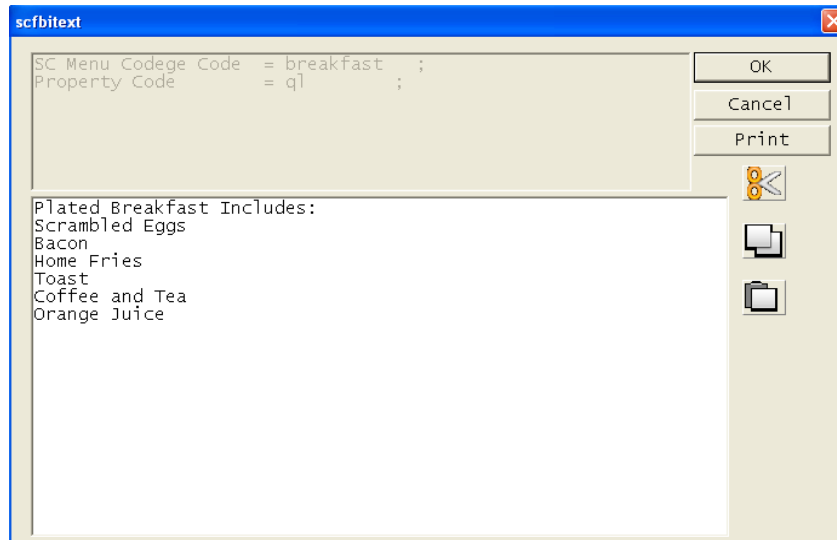 scfbitext
SC Menu Codege Code = breakfast ;
Property Code = ql ;
OK
Cancel
Print
Plated Breakfast Includes:
Scrambled Eggs
Bacon
Home Fries
Toast
Coffee and Tea
Orange Juice